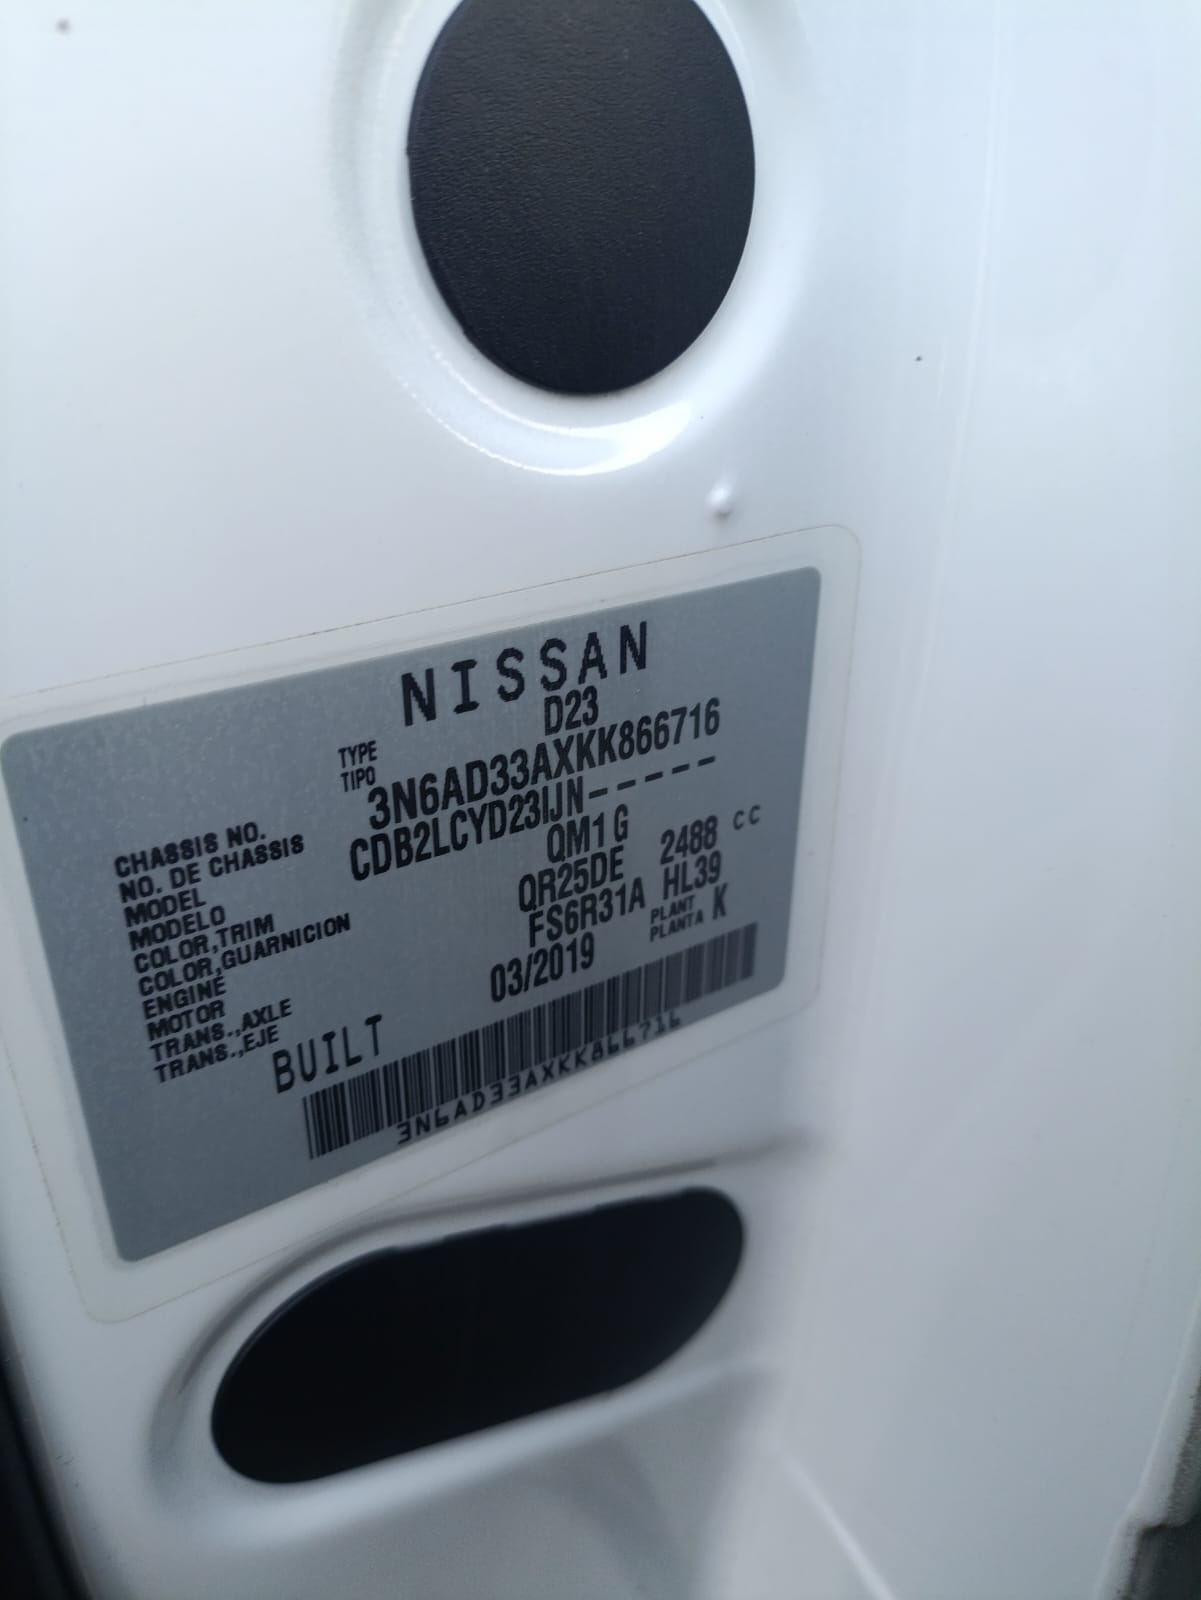 NISSAN
TYPE
TIPO D23
CHASSIS NO.
NO. DE CHASSIS 3N6AD33AXKK866716
MODEL
MODELO CDB2LCYD23IJN-----
COLOR,TRIM
COLOR,GUARNICION QM1 G
ENGINE
MOTOR QR25DE 2488 CC
TRANS.,AXLE
TRANS.,EJE FS6R31A HL39
BUILT 03/2019 PLANT
PLANTA K
3N6AD33AXKK866716